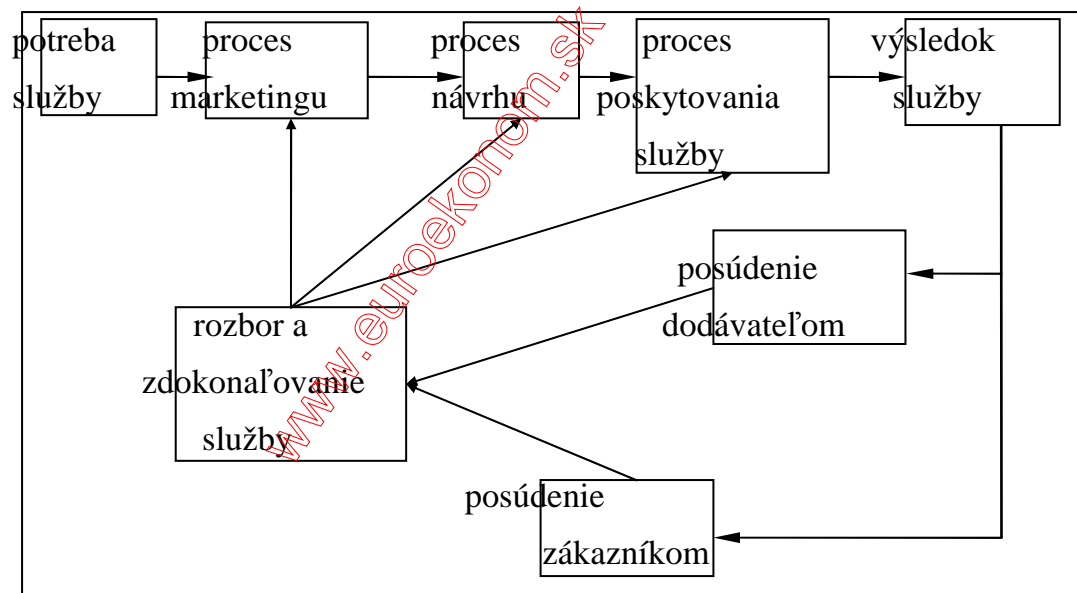 potreba
služby
proces
marketingu
proces
návrhu
proces
poskytovania
služby
výsledok
služby
posúdenie
dodávateľom
rozbor a
zdokonaľovanie
služby
posúdenie
zákazníkom
www.euroekonom.sk